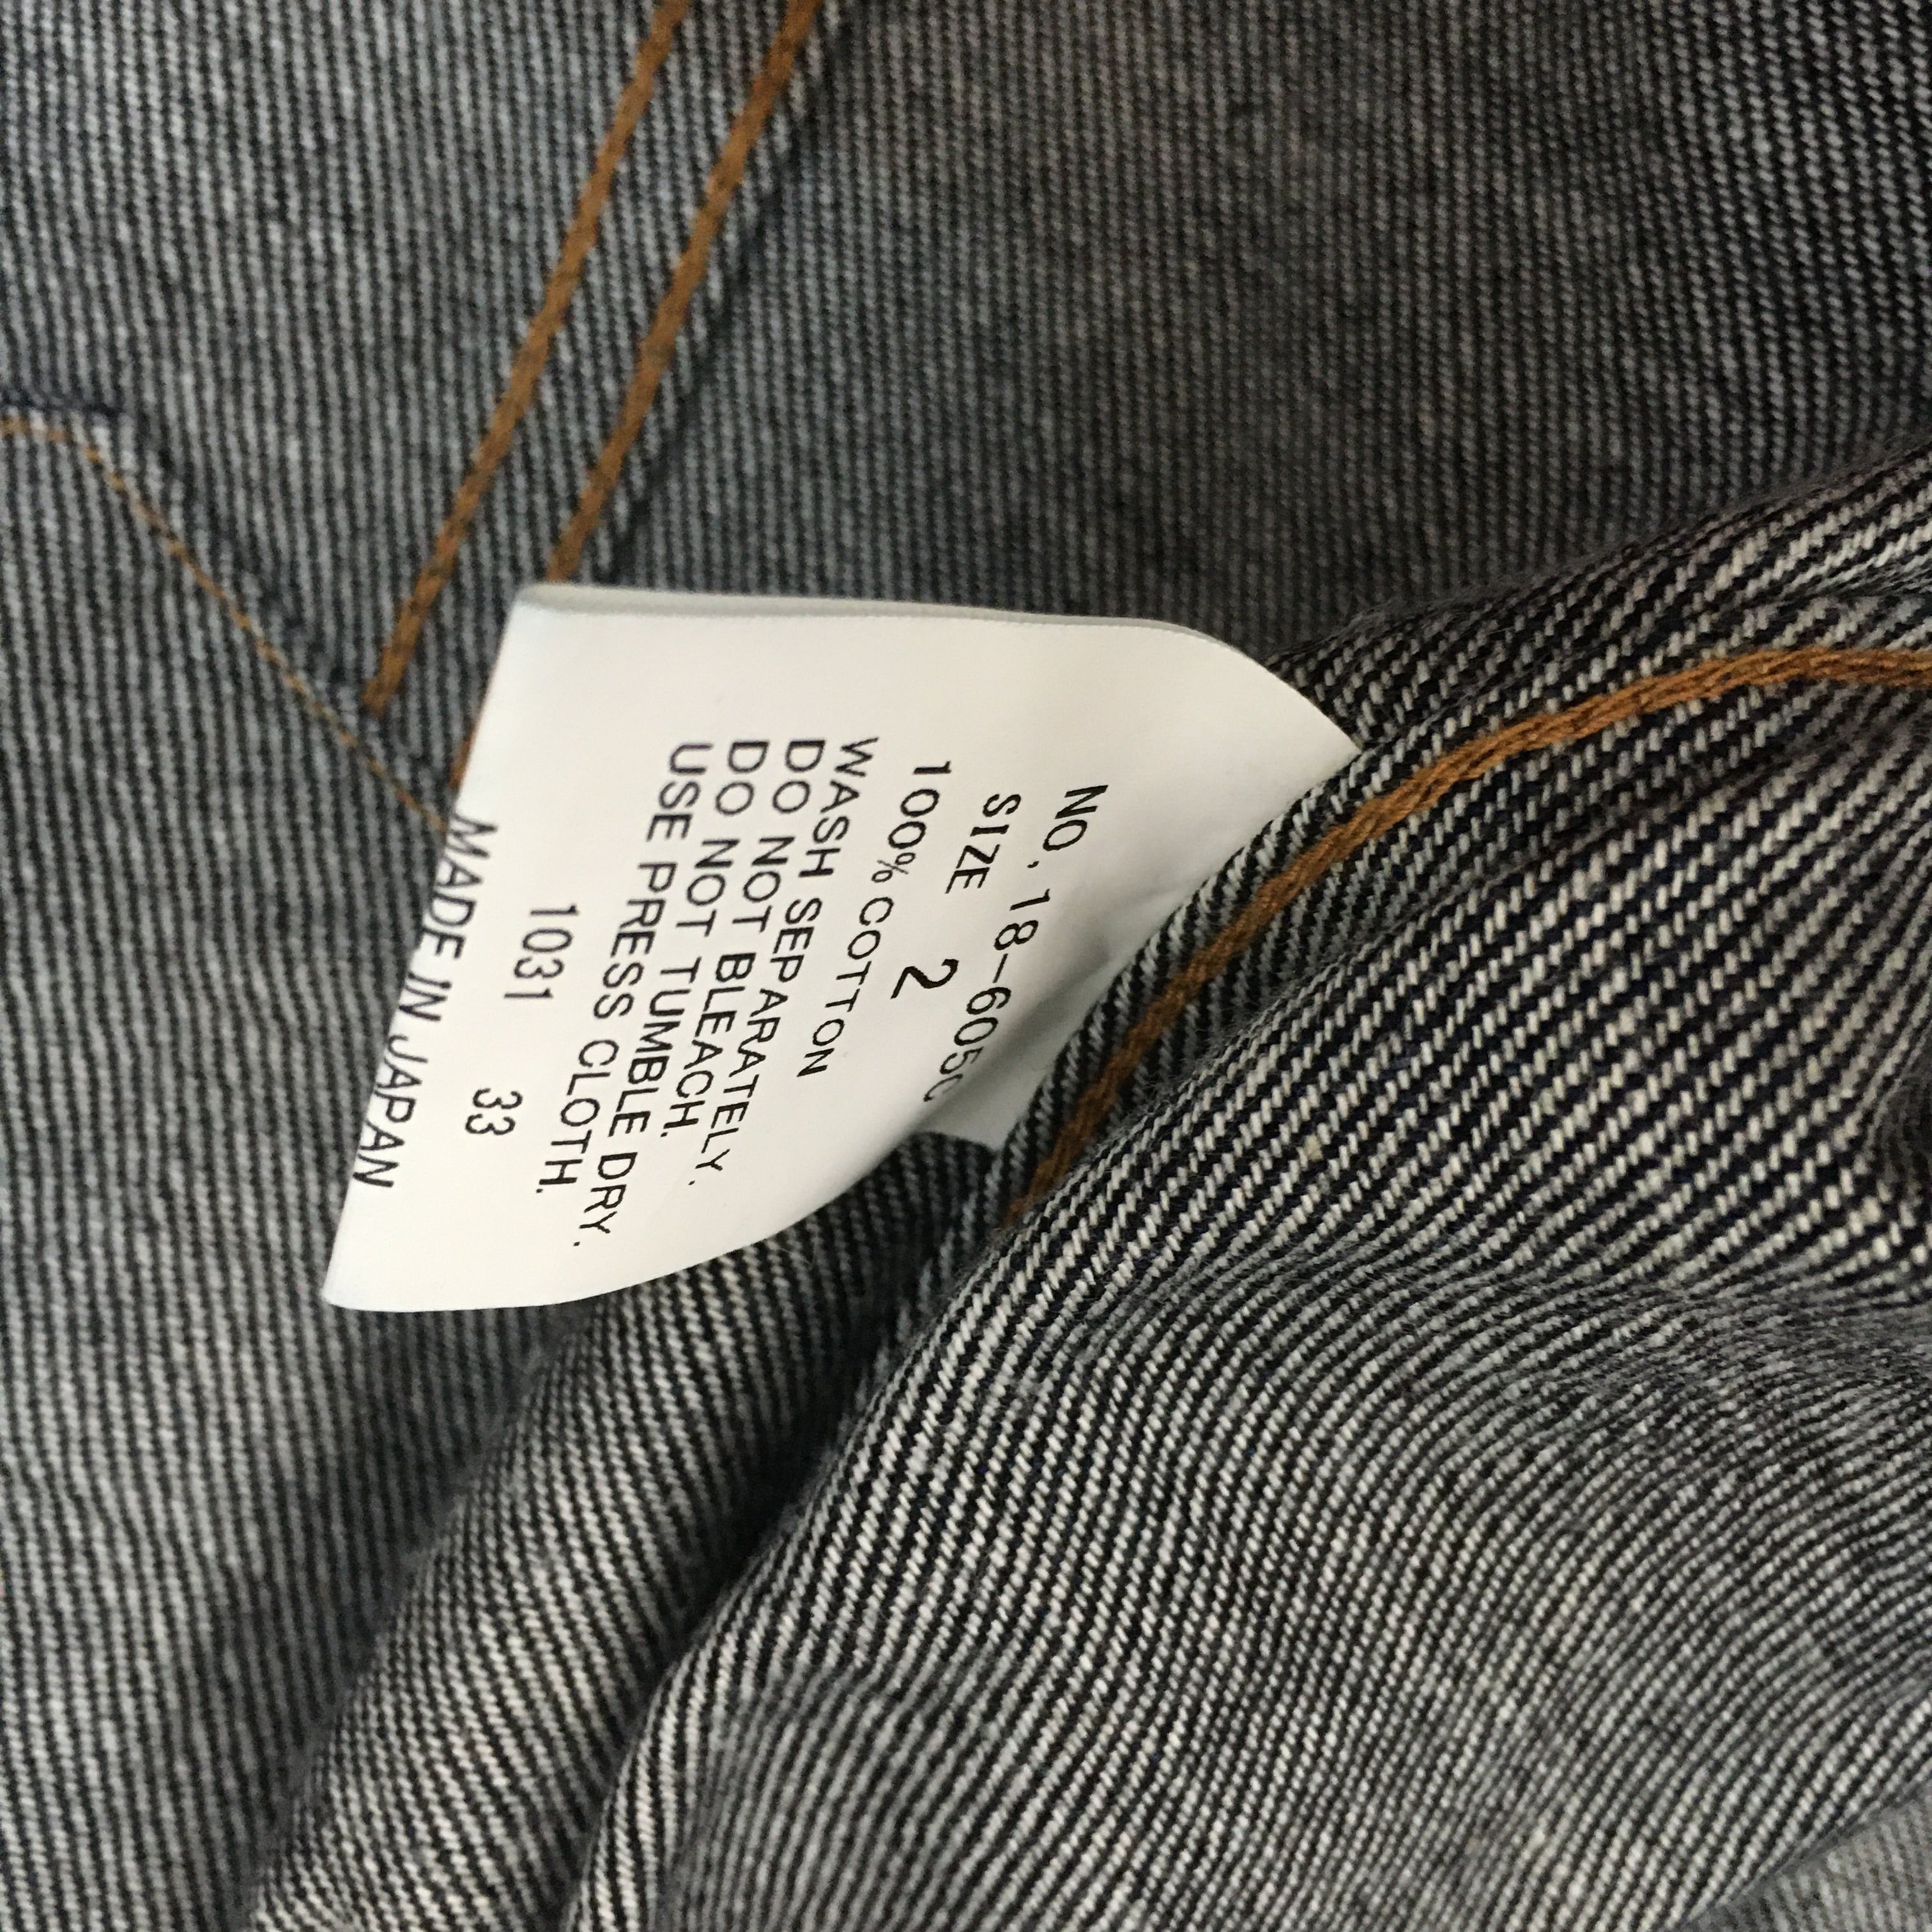 NO. 18-6050
SIZE 2
100% COTTON
WASH SEPARATELY.
DO NOT BLEACH.
DO NOT TUMBLE DRY.
USE PRESS CLOTH.
1031 33
MADE IN JAPAN